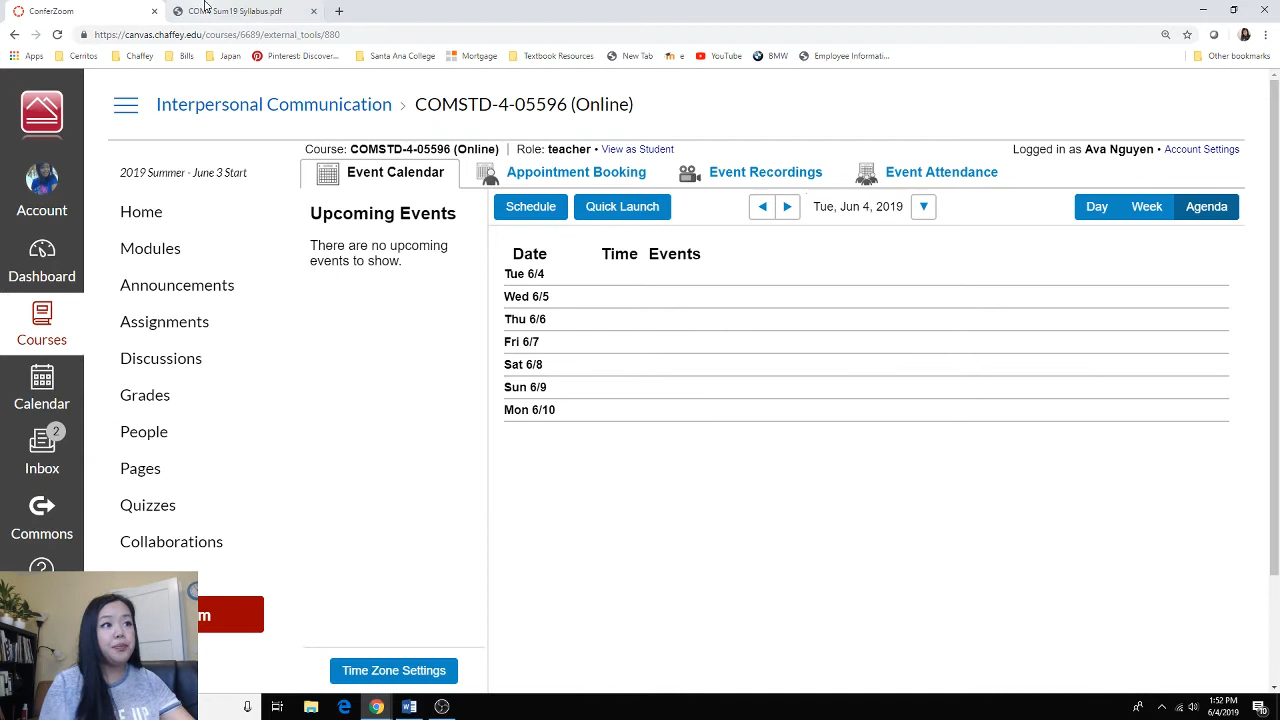 ConferZoom
COMS Sum19 Syllabus.pdf
https://canvas.chaffey.edu/courses/6689/external_tools/880
Apps Cerritos Chaffey Bills Japan Pinterest: Discover... Santa Ana College Mortgage Textbook Resources New Tab e YouTube BMW Employee Informati... Other bookmarks
Interpersonal Communication › COMSTD-4-05596 (Online)
Course: COMSTD-4-05596 (Online) | Role: teacher • View as Student
Logged in as Ava Nguyen • Account Settings
Event Calendar Appointment Booking Event Recordings Event Attendance
2019 Summer - June 3 Start
Home
Modules
Announcements
Assignments
Discussions
Grades
People
Pages
Quizzes
Collaborations
m
Account
Dashboard
Courses
Calendar
2
Inbox
Commons
?
Upcoming Events
There are no upcoming
events to show.
Time Zone Settings
Schedule Quick Launch Tue, Jun 4, 2019 Day Week Agenda
Date Time Events
Tue 6/4
Wed 6/5
Thu 6/6
Fri 6/7
Sat 6/8
Sun 6/9
Mon 6/10
1:52 PM
6/4/2019